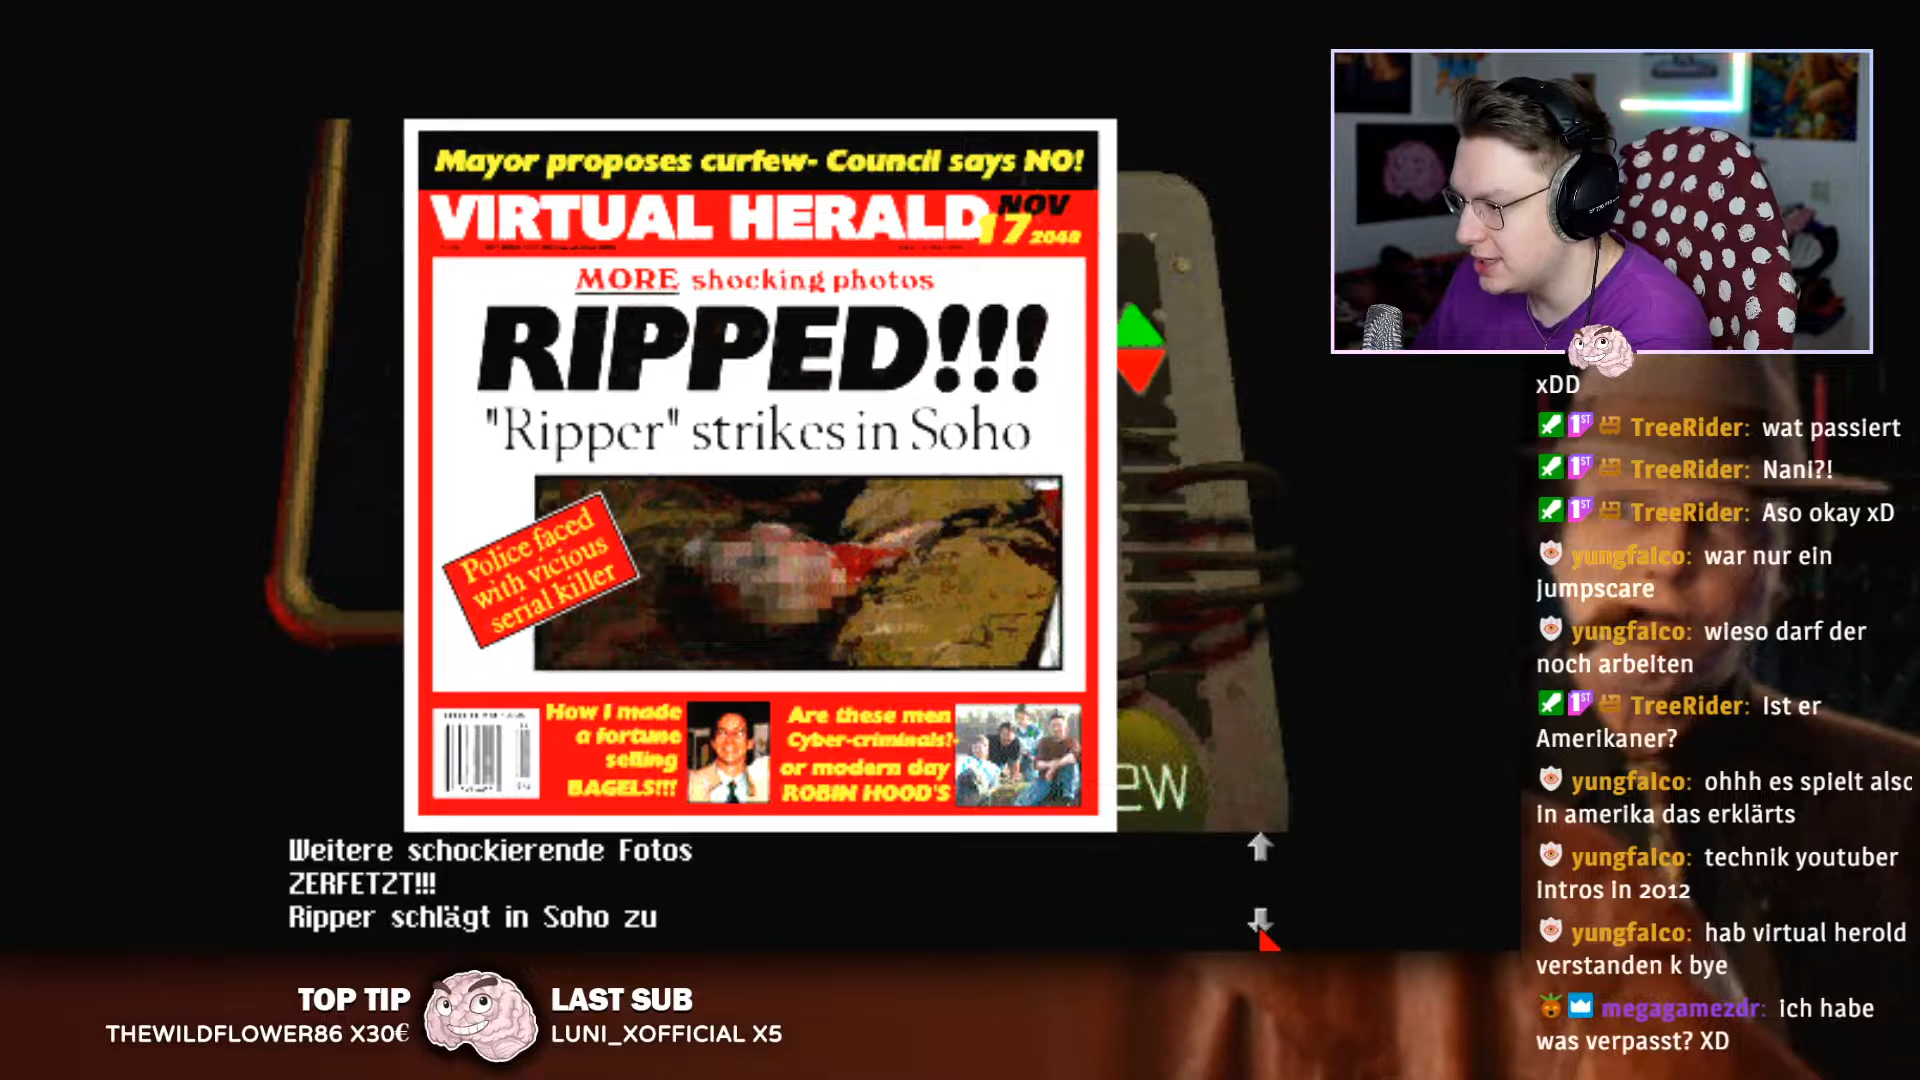 Mayor proposes curfew- Council says NO!
VIRTUAL HERALD
NOV
17 2048
MORE shocking photos
RIPPED!!!
"Ripper" strikes in Soho
Police faced
with vicious
serial killer
How I made
a fortune
selling
BAGELS!!!
Are these men
Cyber-criminals?-
or modern day
ROBIN HOOD'S
ew
Weitere schockierende Fotos
ZERFETZT!!!
Ripper schlägt in Soho zu
TOP TIP
THEWILDFLOWER86 X30€
LAST SUB
LUNI_XOFFICIAL X5
xDD
1ST TreeRider: wat passiert
1ST TreeRider: Nani?!
1ST TreeRider: Aso okay xD
yungfalco: war nur ein
jumpscare
yungfalco: wieso darf der
noch arbeiten
1ST TreeRider: Ist er
Amerikaner?
yungfalco: ohhh es spielt also
in amerika das erklärts
yungfalco: technik youtuber
intros in 2012
yungfalco: hab virtual herold
verstanden k bye
megagamezdr: ich habe
was verpasst? XD